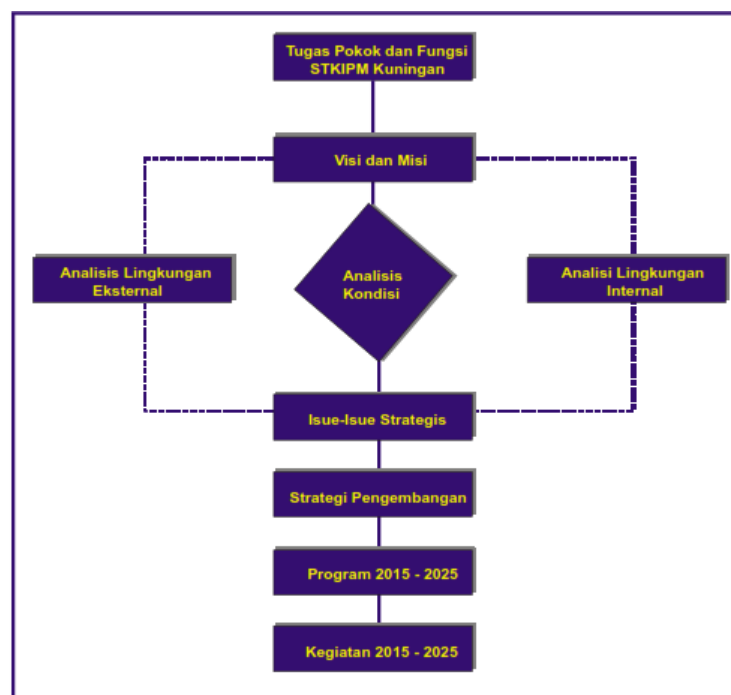 Tugas Pokok dan Fungsi
STKIPM Kuningan
Visi dan Misi
Analisis Lingkungan
Eksternal
Analisis
Kondisi
Analisi Lingkungan
Internal
Isue-Isue Strategis
Strategi Pengembangan
Program 2015 - 2025
Kegiatan 2015 - 2025